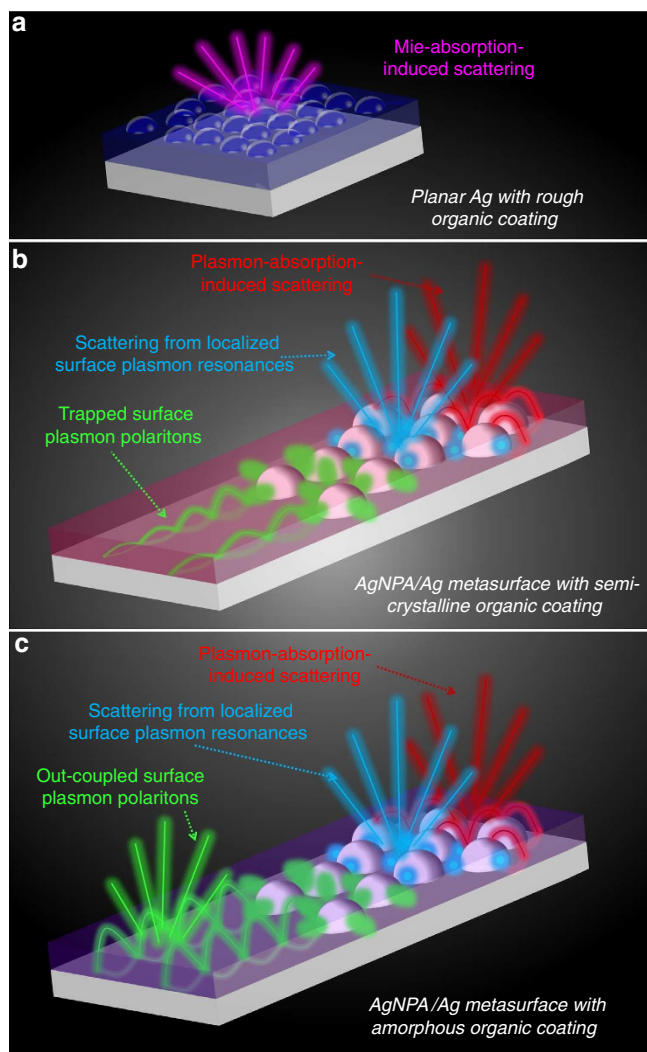 a
Mie-absorption-
induced scattering
Planar Ag with rough
organic coating
b
Plasmon-absorption-
induced scattering
Scattering from localized
surface plasmon resonances
Trapped surface
plasmon polaritons
AgNPA/Ag metasurface with semi-
crystalline organic coating
c
Plasmon-absorption-
induced scattering
Scattering from localized
surface plasmon resonances
Out-coupled surface
plasmon polaritons
AgNPA/Ag metasurface with
amorphous organic coating